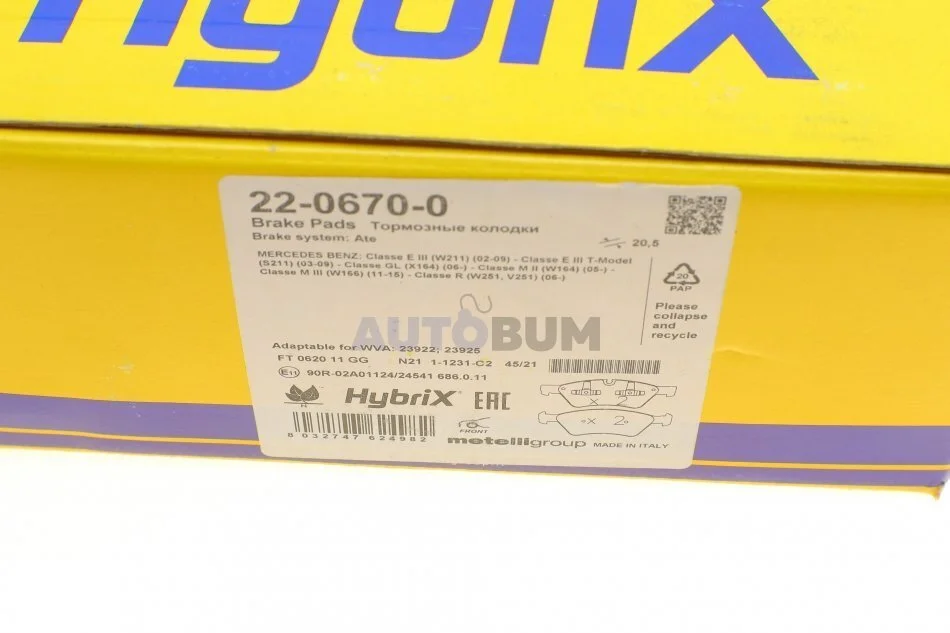 HybriX
22-0670-0
Brake Pads Тормозные колодки
Brake system: Ate
20,5
MERCEDES BENZ: Classe E III (W211) (02-09) - Classe E III T-Model
(S211) (03-09) - Classe GL (X164) (06-) - Classe M II (W164) (05-) -
Classe M III (W166) (11-15) - Classe R (W251, V251) (06-)
20
PAP
Please
collapse
and
recycle
AUTOBUM
Adaptable for WVA: 23922; 23925
FT 0620 11 GG N21 1-1231-C2 45/21
E11 90R-02A01124/24541 686.0.11
HybriX EAC
x 2
x 2
8 032747 624982
FRONT
metelligroup MADE IN ITALY